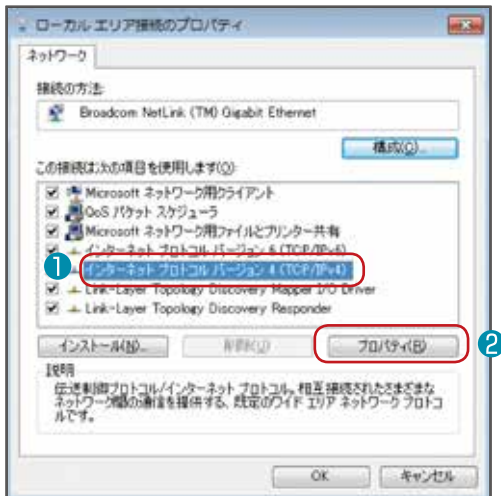 ローカル エリア接続のプロパティ
ネットワーク
接続の方法:
Broadcom NetLink (TM) Gigabit Ethernet
構成(C)...
この接続は次の項目を使用します(O):
Microsoft ネットワーク用クライアント
QoS パケット スケジューラ
Microsoft ネットワーク用ファイルとプリンター共有
インターネット プロトコル バージョン 6 (TCP/IPv6)
1
インターネット プロトコル バージョン 4 (TCP/IPv4)
Link-Layer Topology Discovery Mapper I/O Driver
Link-Layer Topology Discovery Responder
インストール(N)...
削除(U)
プロパティ(R)
2
説明
伝送制御プロトコル/インターネット プロトコル。相互接続されたさまざまな
ネットワーク間の通信を提供する、既定のワイド エリア ネットワーク プロトコ
ルです。
OK
キャンセル